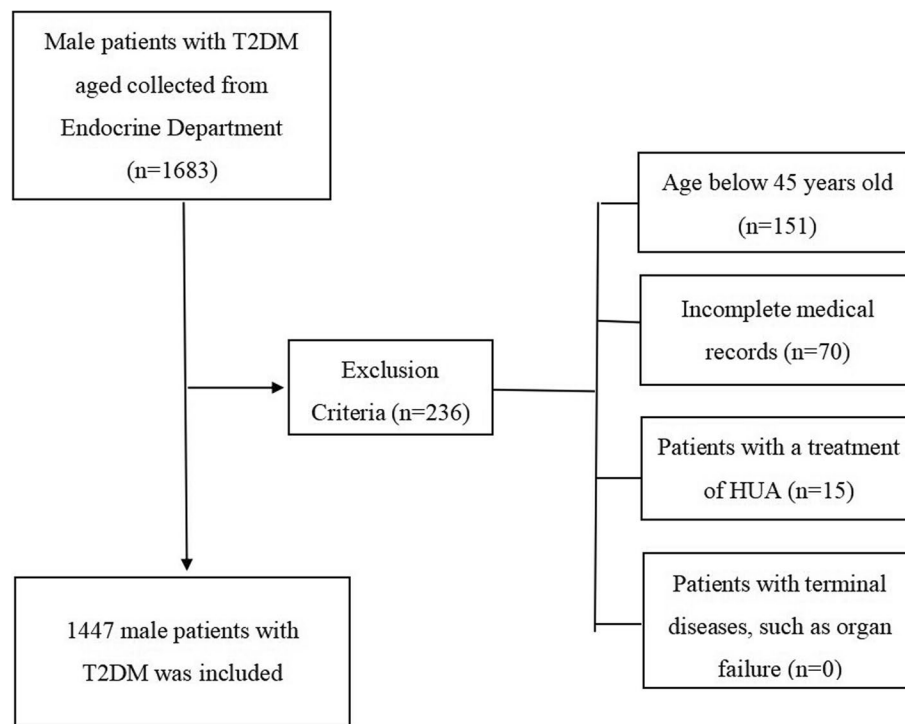 Male patients with T2DM
aged collected from
Endocrine Department
(n=1683)
Age below 45 years old
(n=151)
Incomplete medical
records (n=70)
Exclusion
Criteria (n=236)
Patients with a treatment
of HUA (n=15)
Patients with terminal
diseases, such as organ
failure (n=0)
1447 male patients with
T2DM was included